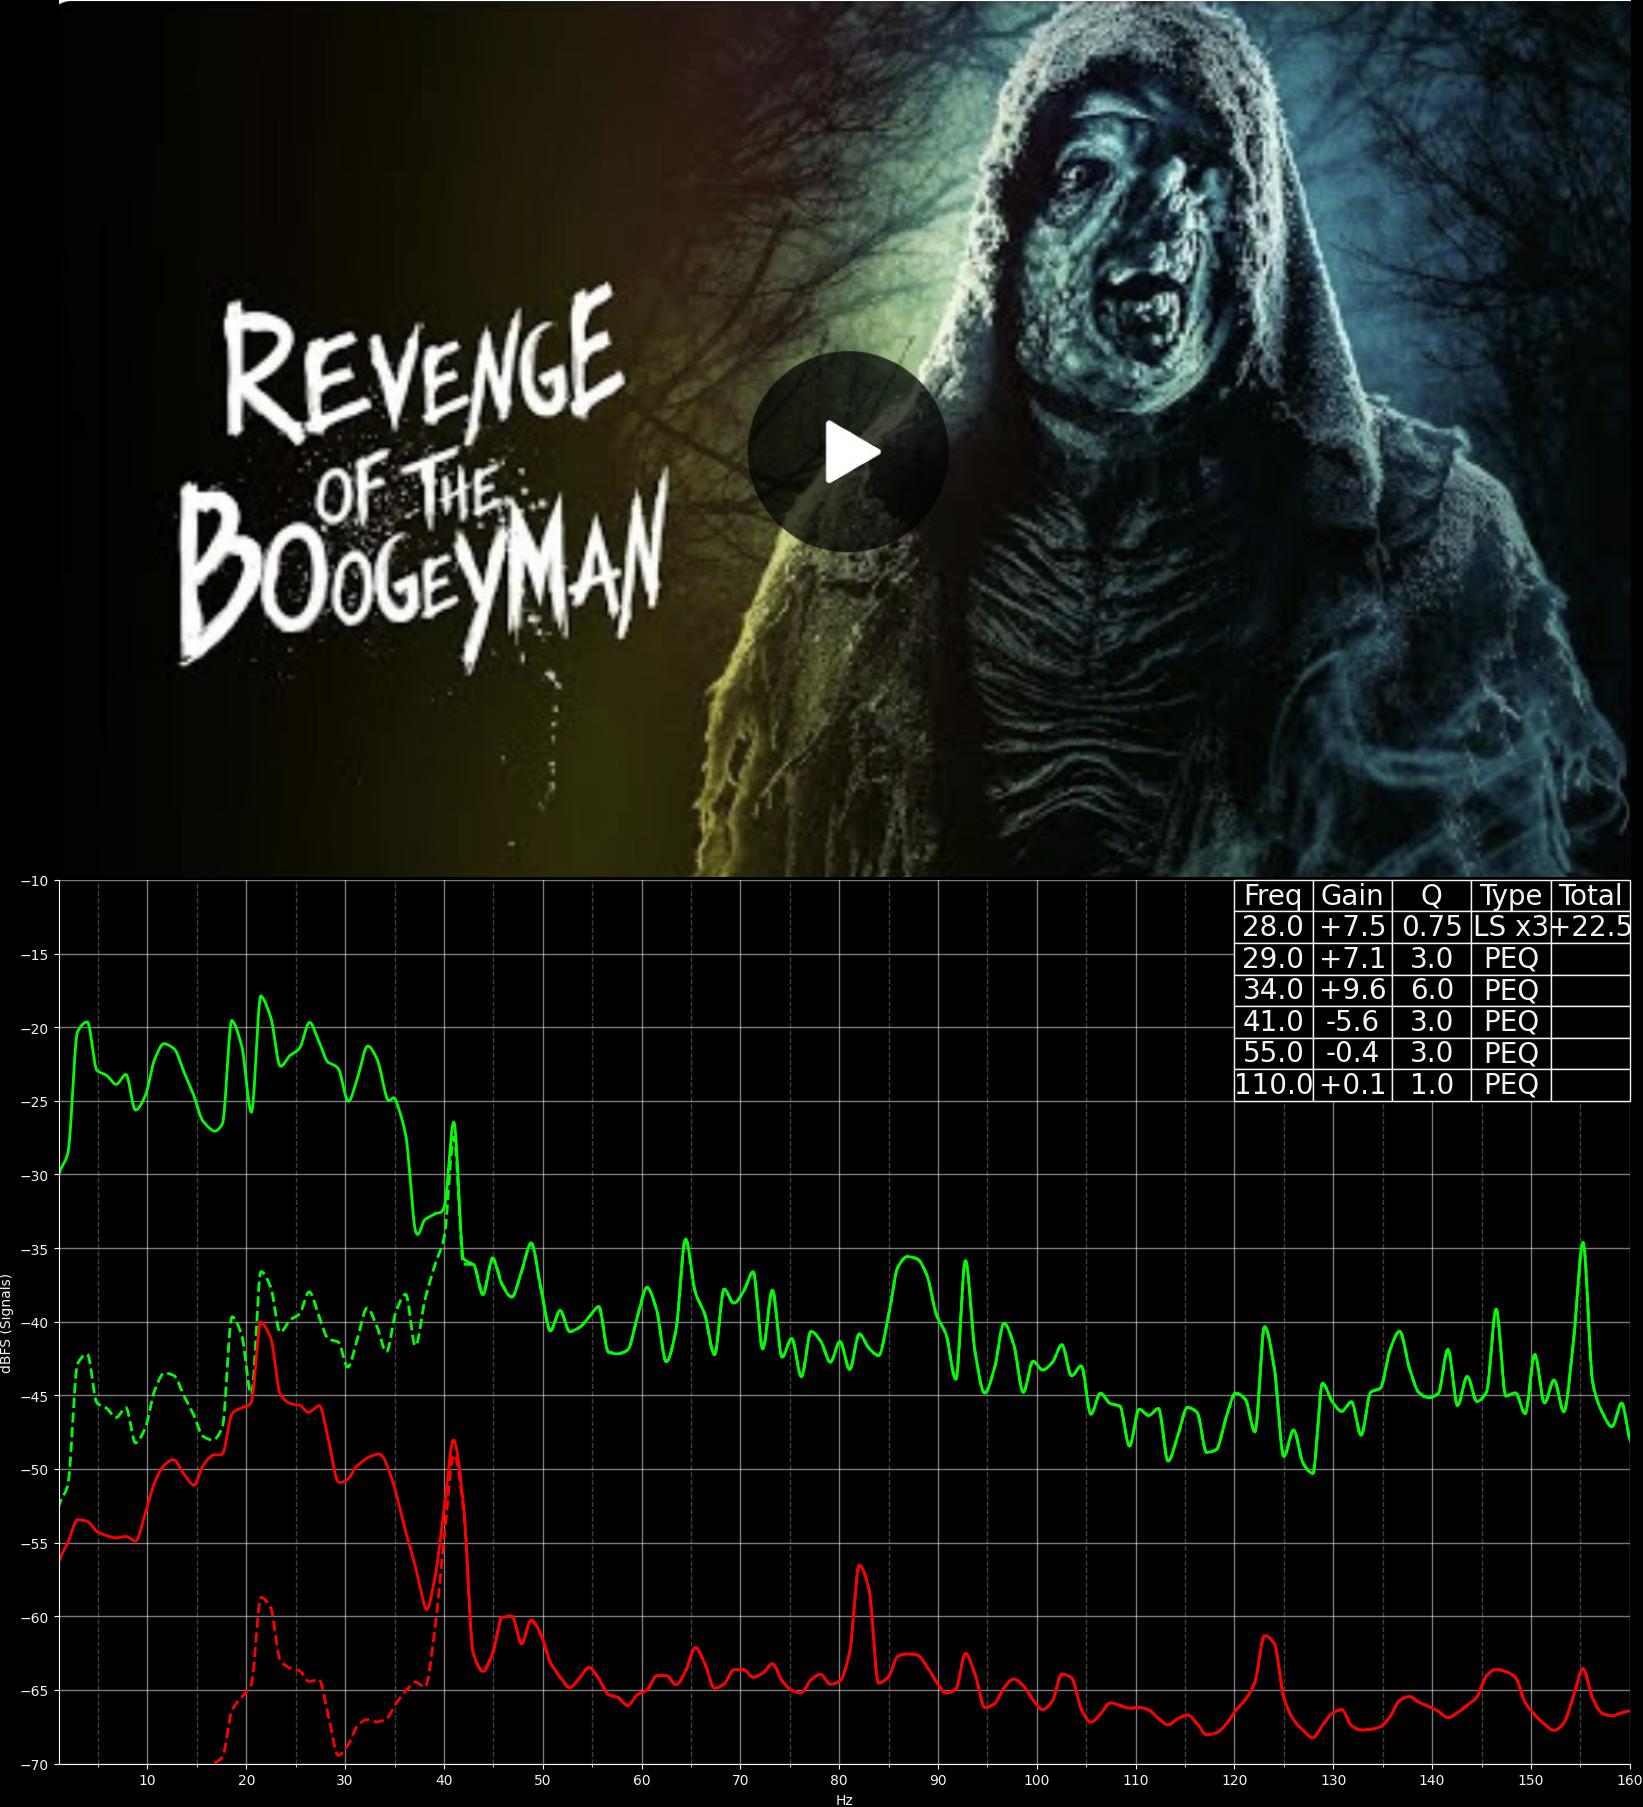 REVENGE
OF THE
BOOGEYMAN
Freq Gain Q Type Total
28.0 +7.5 0.75 LS x3 +22.5
29.0 +7.1 3.0 PEQ
34.0 +9.6 6.0 PEQ
41.0 -5.6 3.0 PEQ
55.0 -0.4 3.0 PEQ
110.0 +0.1 1.0 PEQ
−10
−15
−20
−25
−30
−35
−40
−45
−50
−55
−60
−65
−70
dBFS (Signals)
10 20 30 40 50 60 70 80 90 100 110 120 130 140 150 160
Hz